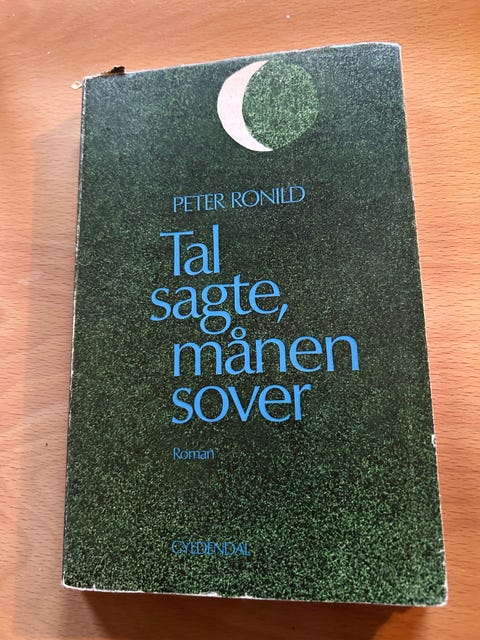 PETER RONILD
Tal
sagte,
månen
sover
Roman
GYLDENDAL